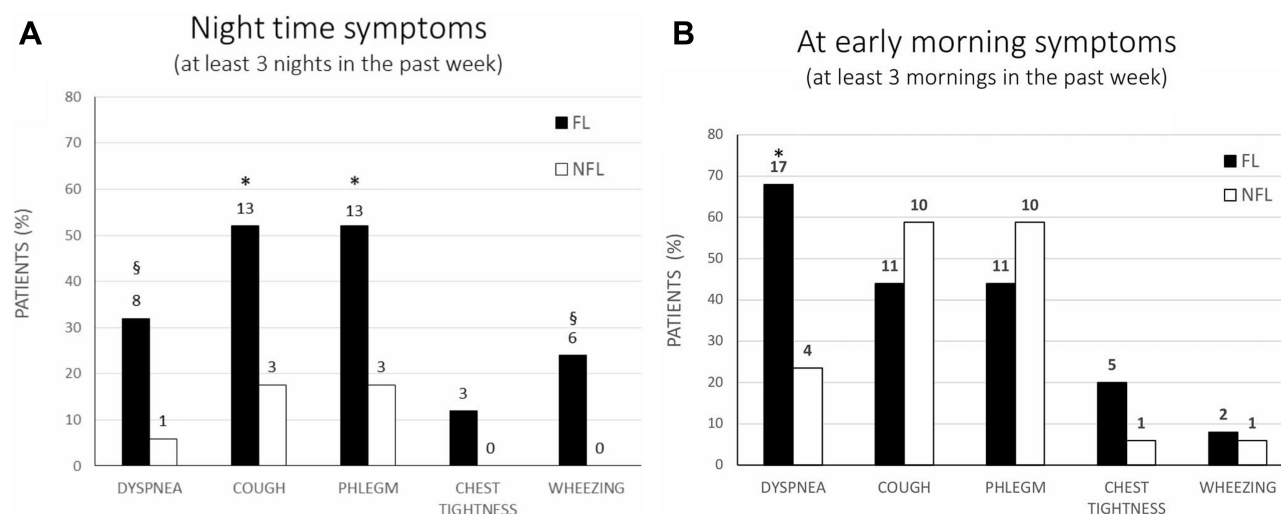 A
Night time symptoms
(at least 3 nights in the past week)
80
70
60
50
40
30
20
10
0
PATIENTS (%)
FL
NFL
§
8
1
*
13
3
*
13
3
3
0
§
6
0
DYSPNEA
COUGH
PHLEGM
CHEST
TIGHTNESS
WHEEZING
B
At early morning symptoms
(at least 3 mornings in the past week)
80
70
60
50
40
30
20
10
0
PATIENTS (%)
FL
NFL
*
17
4
11
10
11
10
5
1
2
1
DYSPNEA
COUGH
PHLEGM
CHEST
TIGHTNESS
WHEEZING